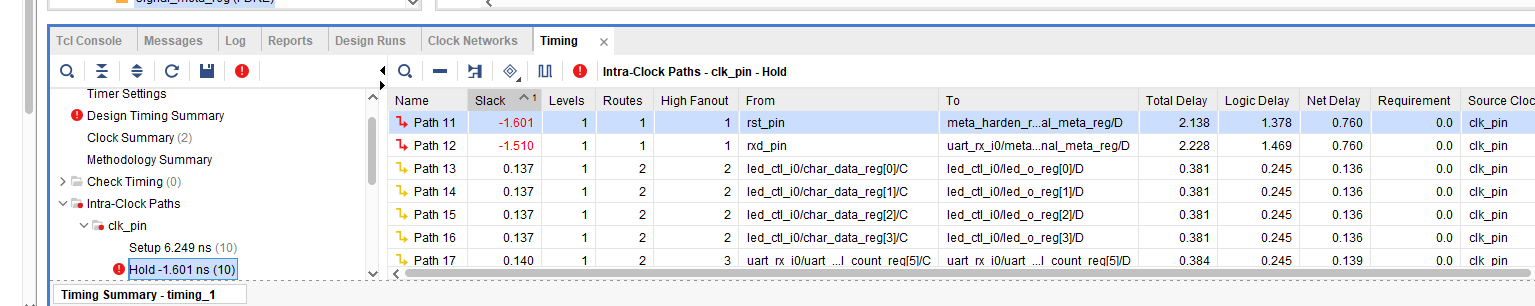 Tcl Console Messages Log Reports Design Runs Clock Networks Timing
Intra-Clock Paths - clk_pin - Hold
Timer Settings
Design Timing Summary
Clock Summary (2)
Methodology Summary
Check Timing (0)
Intra-Clock Paths
clk_pin
Setup 6.249 ns (10)
Hold -1.601 ns (10)
Name Slack 1 Levels Routes High Fanout From To Total Delay Logic Delay Net Delay Requirement Source Cloc
Path 11 -1.601 1 1 1 rst_pin meta_harden_r...al_meta_reg/D 2.138 1.378 0.760 0.0 clk_pin
Path 12 -1.510 1 1 1 rxd_pin uart_rx_i0/meta...nal_meta_reg/D 2.228 1.469 0.760 0.0 clk_pin
Path 13 0.137 1 2 2 led_ctl_i0/char_data_reg[0]/C led_ctl_i0/led_o_reg[0]/D 0.381 0.245 0.136 0.0 clk_pin
Path 14 0.137 1 2 2 led_ctl_i0/char_data_reg[1]/C led_ctl_i0/led_o_reg[1]/D 0.381 0.245 0.136 0.0 clk_pin
Path 15 0.137 1 2 2 led_ctl_i0/char_data_reg[2]/C led_ctl_i0/led_o_reg[2]/D 0.381 0.245 0.136 0.0 clk_pin
Path 16 0.137 1 2 2 led_ctl_i0/char_data_reg[3]/C led_ctl_i0/led_o_reg[3]/D 0.381 0.245 0.136 0.0 clk_pin
Path 17 0.140 1 2 3 uart_rx_i0/uart_...l_count_reg[5]/C uart_rx_i0/uart_...l_count_reg[5]/D 0.384 0.245 0.139 0.0 clk_pin
Timing Summary - timing_1